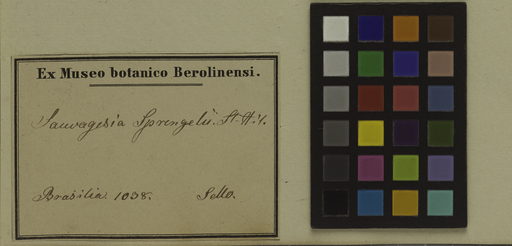 Ex Museo botanico Berolinensi.
Sauvagesia Sprengelii. St. Hil.
Brasilia. 1038. Sello.